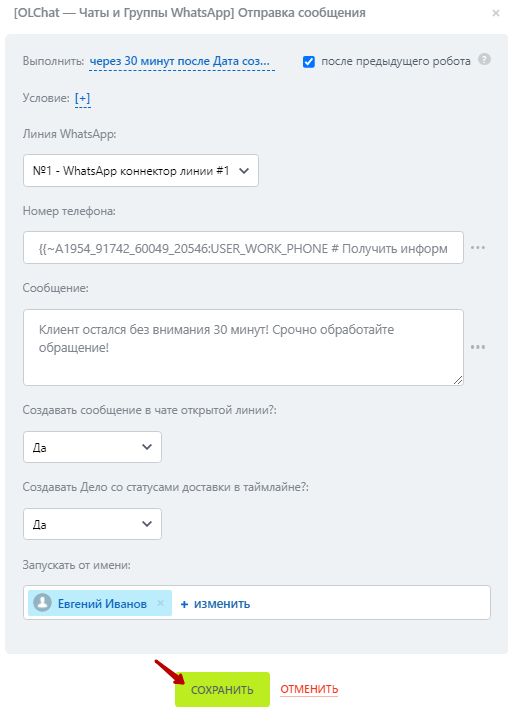 [OLChat — Чаты и Группы WhatsApp] Отправка сообщения
Выполнить: через 30 минут после Дата соз... после предыдущего робота ?
Условие: [+]
Линия WhatsApp:
№1 - WhatsApp коннектор линии #1
Номер телефона:
{{~A1954_91742_60049_20546:USER_WORK_PHONE # Получить информ
Сообщение:
Клиент остался без внимания 30 минут! Срочно обработайте
обращение!
Создавать сообщение в чате открытой линии?:
Да
Создавать Дело со статусами доставки в таймлайне?:
Да
Запускать от имени:
Евгений Иванов × + изменить
СОХРАНИТЬ ОТМЕНИТЬ